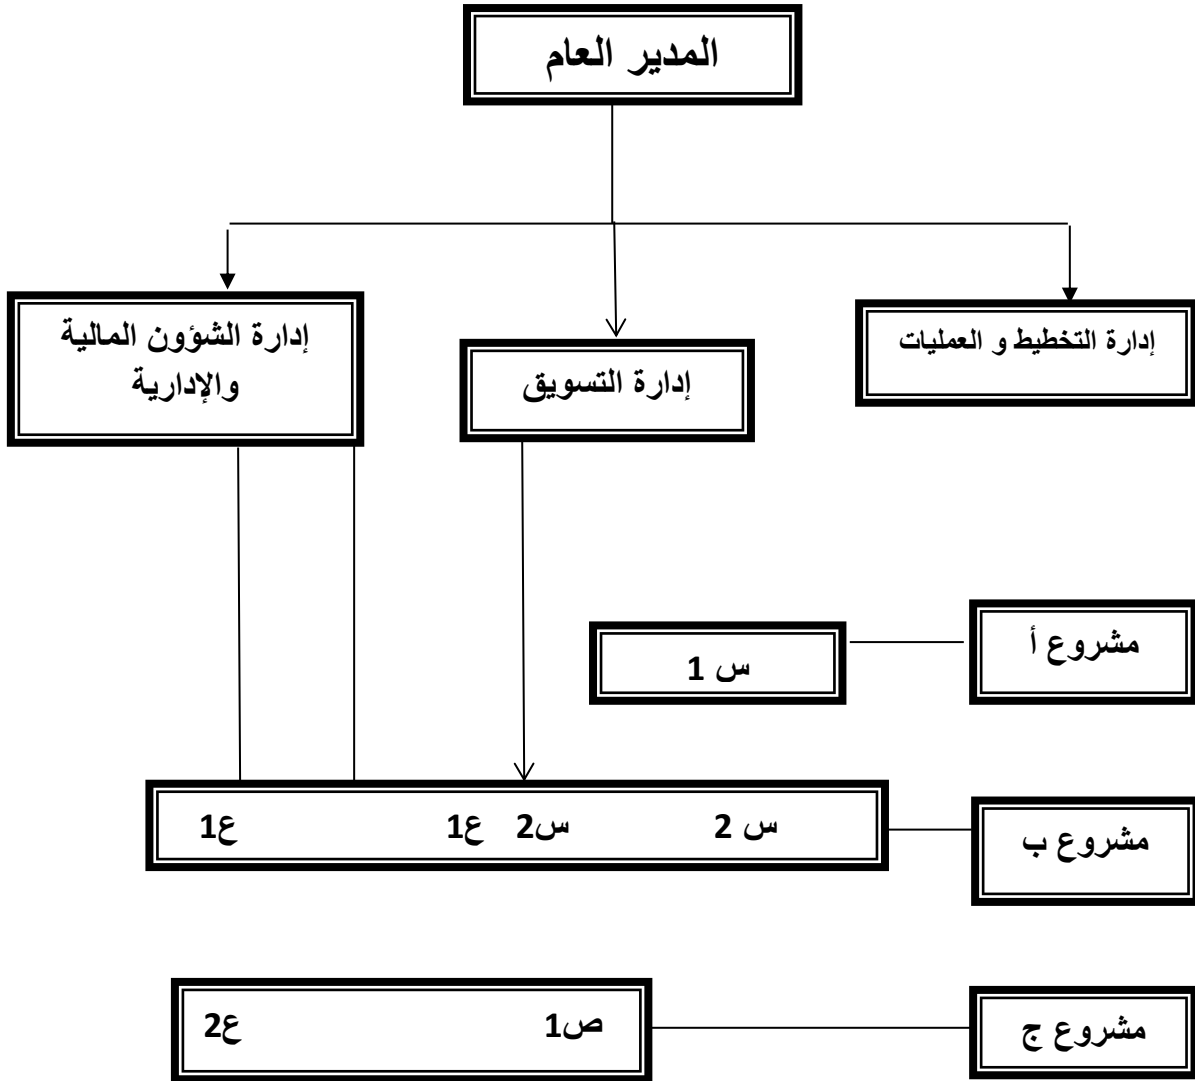 المدير العام
إدارة التخطيط و العمليات
إدارة التسويق
إدارة الشؤون المالية
والإدارية
مشروع أ
س 1
مشروع ب
س 2 س2 ع1 ع1
مشروع ج
ص1 ع2